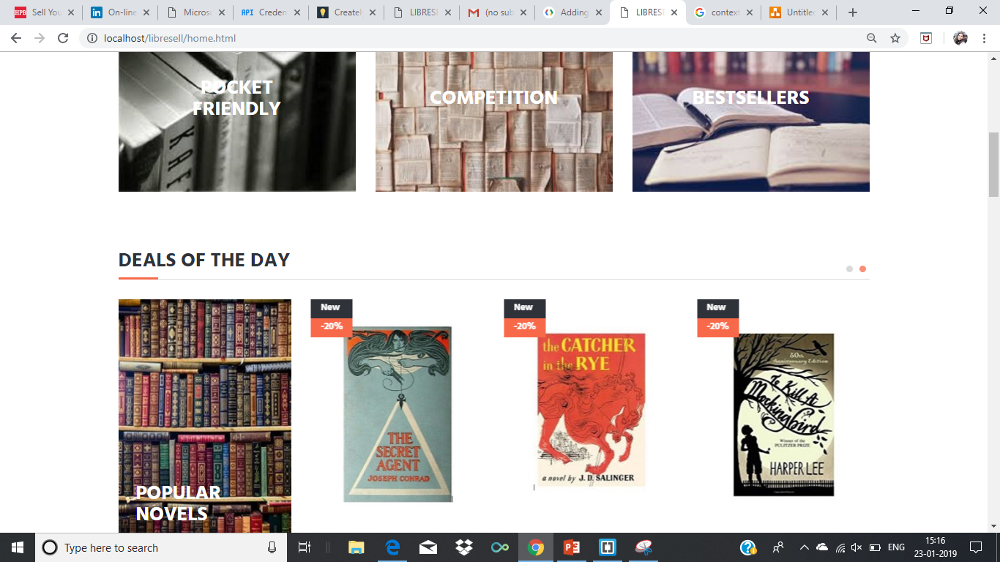 Sell You
On-line
Microso
API Creden
Createl
LIBRESE
(no sub
Adding
LIBRESE
context
Untitled
localhost/libresell/home.html
POCKET
FRIENDLY
COMPETITION
BESTSELLERS
KAF
DEALS OF THE DAY
New
-20%
New
-20%
New
-20%
THE
SECRET
AGENT
JOSEPH CONRAD
the CATCHER
in the RYE
a novel by J. D. SALINGER
50th
Anniversary Edition
To Kill A
Mockingbird
Winner of the
PULITZER PRIZE
HARPER LEE
POPULAR
NOVELS
Type here to search
ENG
15:16
23-01-2019